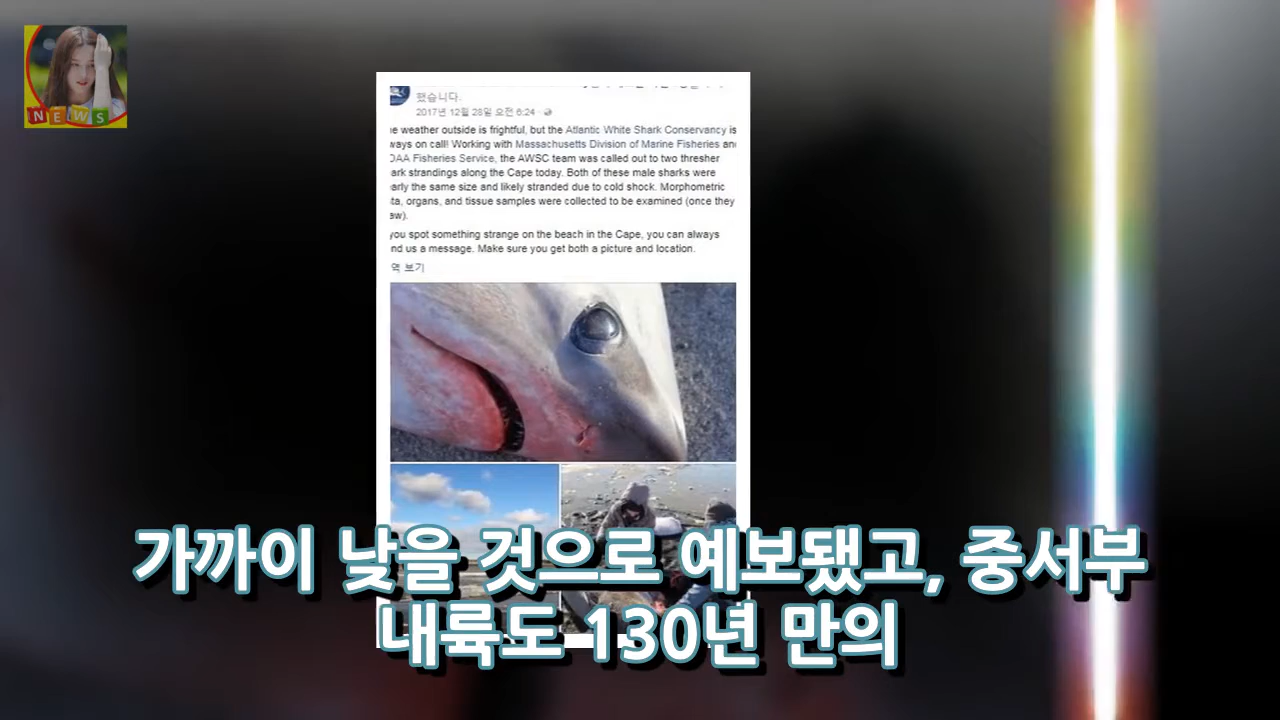 NEWS
했습니다.
2017년 12월 28일 오전 6:24
e weather outside is frightful, but the Atlantic White Shark Conservancy is
ways on call! Working with Massachusetts Division of Marine Fisheries and
OAA Fisheries Service, the AWSC team was called out to two thresher
ark strandings along the Cape today. Both of these male sharks were
arly the same size and likely stranded due to cold shock. Morphometric
ta, organs, and tissue samples were collected to be examined (once they
aw).
you spot something strange on the beach in the Cape, you can always
nd us a message. Make sure you get both a picture and location.
역 보기
가까이 낮을 것으로 예보됐고, 중서부
내륙도 130년 만의